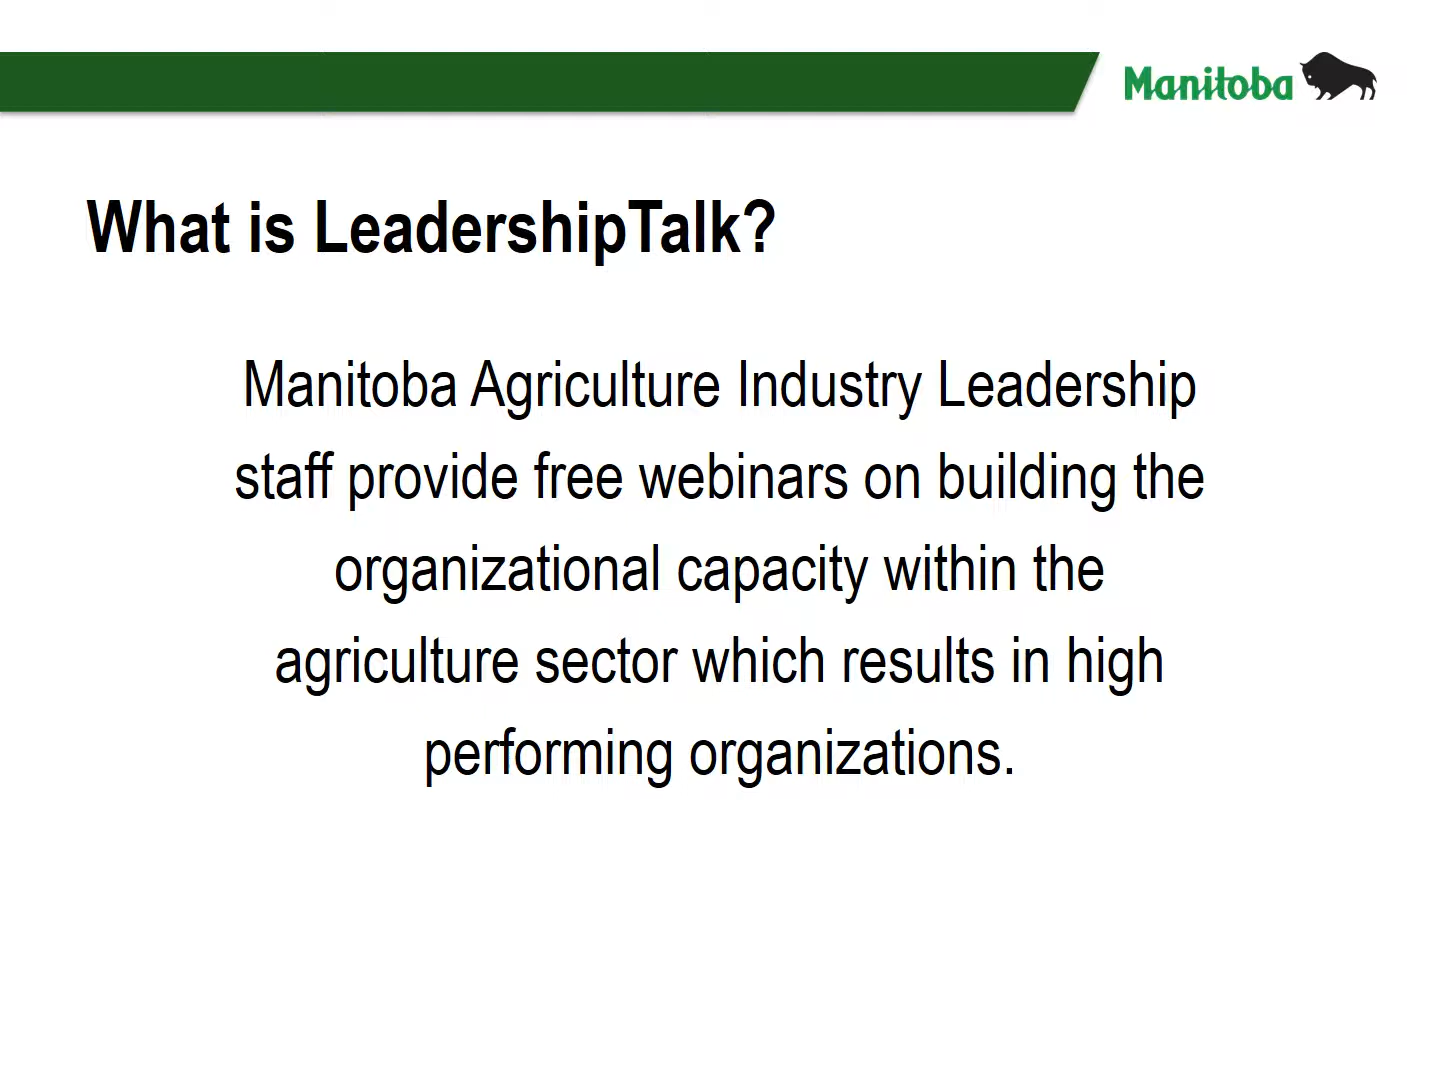 Manitoba
What is LeadershipTalk?
Manitoba Agriculture Industry Leadership
staff provide free webinars on building the
organizational capacity within the
agriculture sector which results in high
performing organizations.